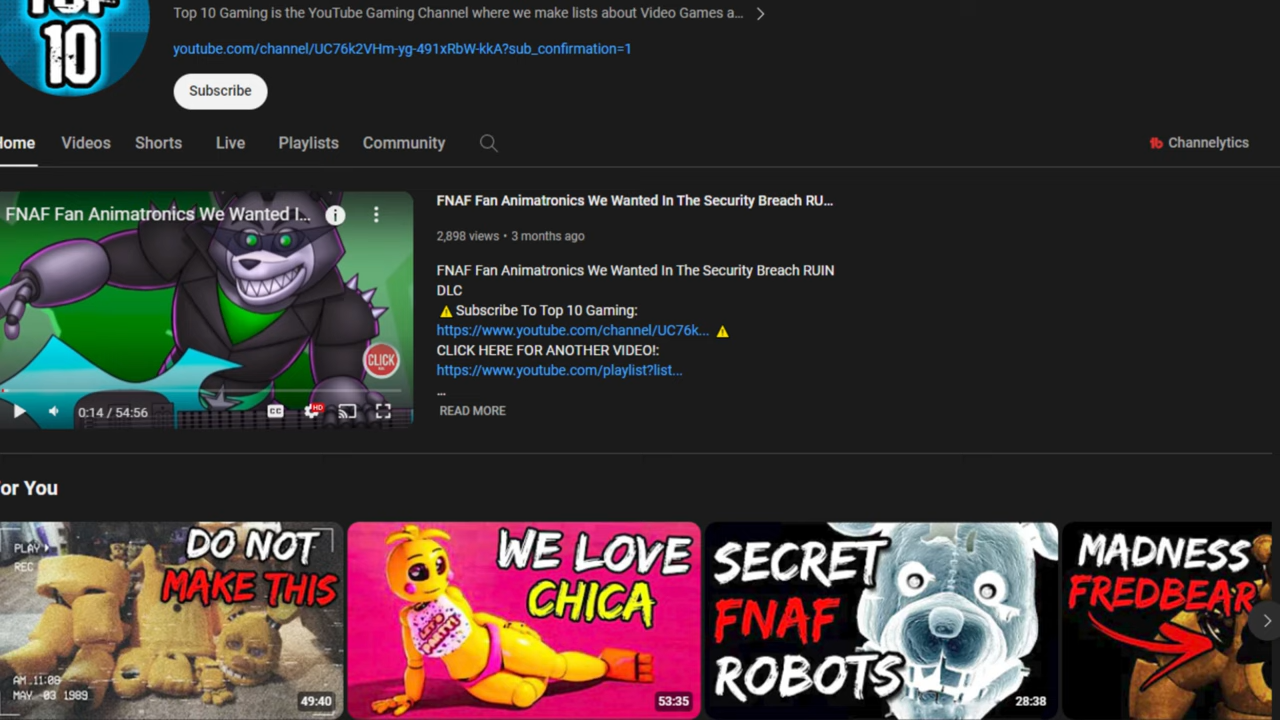 TOP
10
Top 10 Gaming is the YouTube Gaming Channel where we make lists about Video Games a...
youtube.com/channel/UC76k2VHm-yg-491xRbW-kkA?sub_confirmation=1
Subscribe
Home Videos Shorts Live Playlists Community
Channelytics
FNAF Fan Animatronics We Wanted I...
CLICK
0:14 / 54:56
CC
HD
FNAF Fan Animatronics We Wanted In The Security Breach RU...
2,898 views • 3 months ago
FNAF Fan Animatronics We Wanted In The Security Breach RUIN
DLC
⚠️Subscribe To Top 10 Gaming:
https://www.youtube.com/channel/UC76k... ⚠️
CLICK HERE FOR ANOTHER VIDEO!:
https://www.youtube.com/playlist?list...
...
READ MORE
For You
PLAY
REC
DO NOT
MAKE THIS
AM 11:08
MAY. 03 1989
49:40
WE LOVE
CHICA
53:35
SECRET
FNAF
ROBOTS
28:38
MADNESS
FREDBEAR